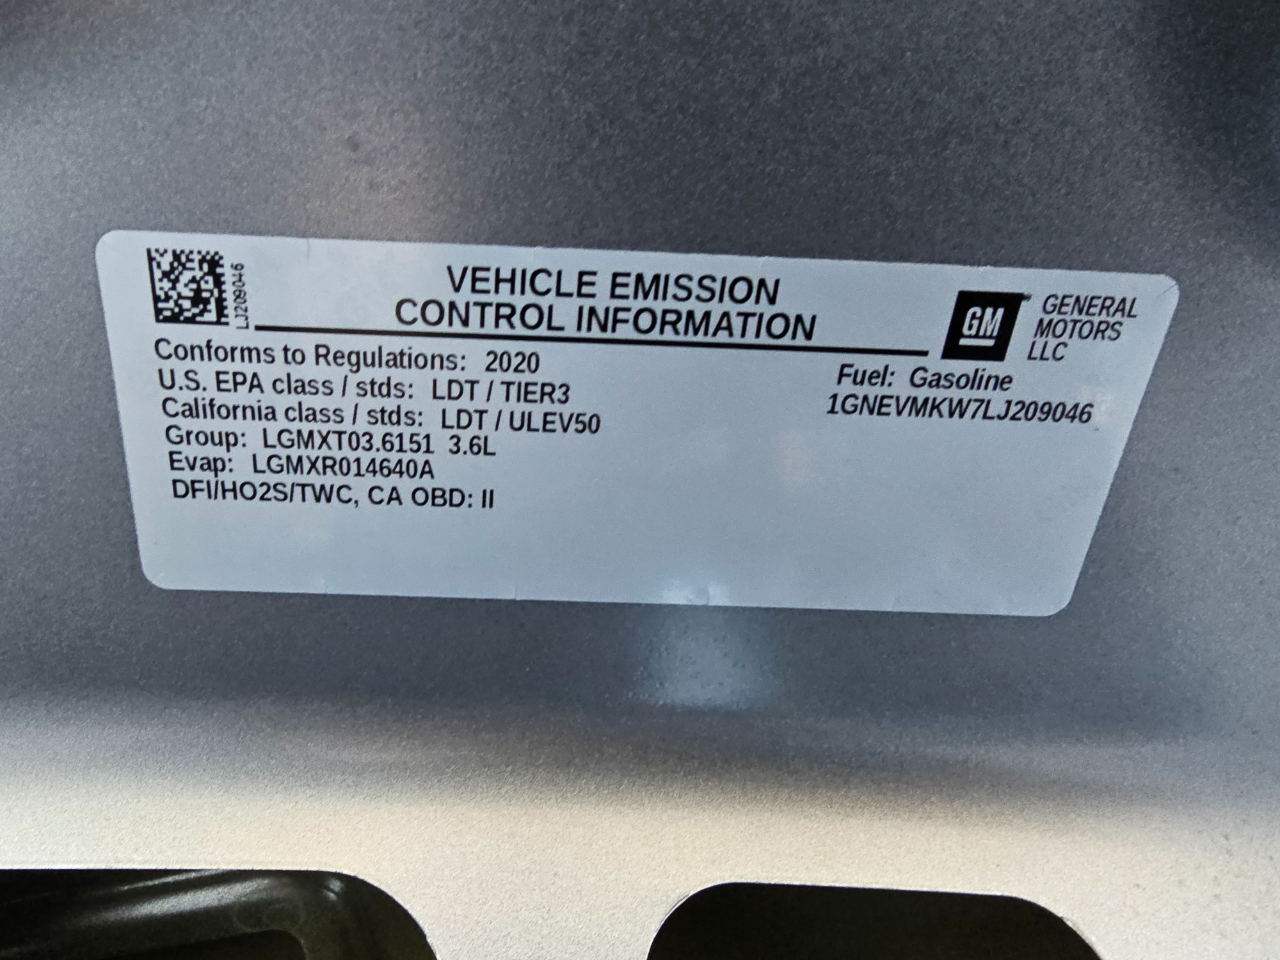 LJ209046
VEHICLE EMISSION
CONTROL INFORMATION
GM
GENERAL
MOTORS
LLC
Conforms to Regulations: 2020
U.S. EPA class / stds: LDT / TIER3
California class / stds: LDT / ULEV50
Group: LGMXT03.6151 3.6L
Evap: LGMXR014640A
DFI/HO2S/TWC, CA OBD: II
Fuel: Gasoline
1GNEVMKW7LJ209046